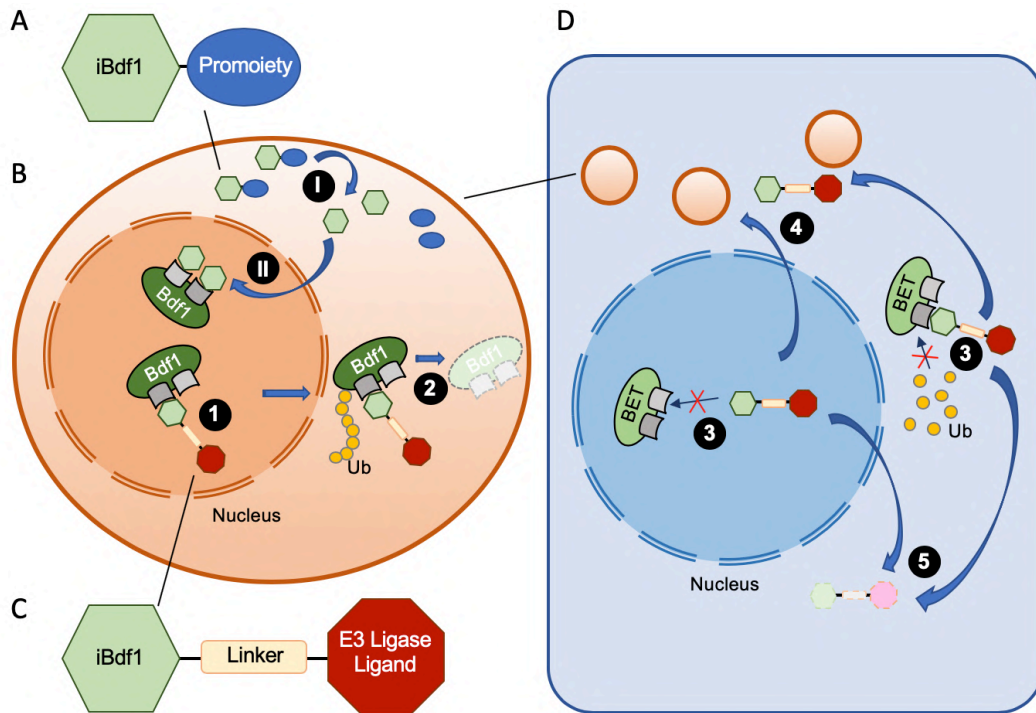 A
iBdf1
Promoiety
B
I
II
Bdf1
Bdf1
1
Bdf1
2
Bdf1
Ub
Nucleus
C
iBdf1
Linker
E3 Ligase
Ligand
D
4
BET
3
Ub
BET
3
5
Nucleus